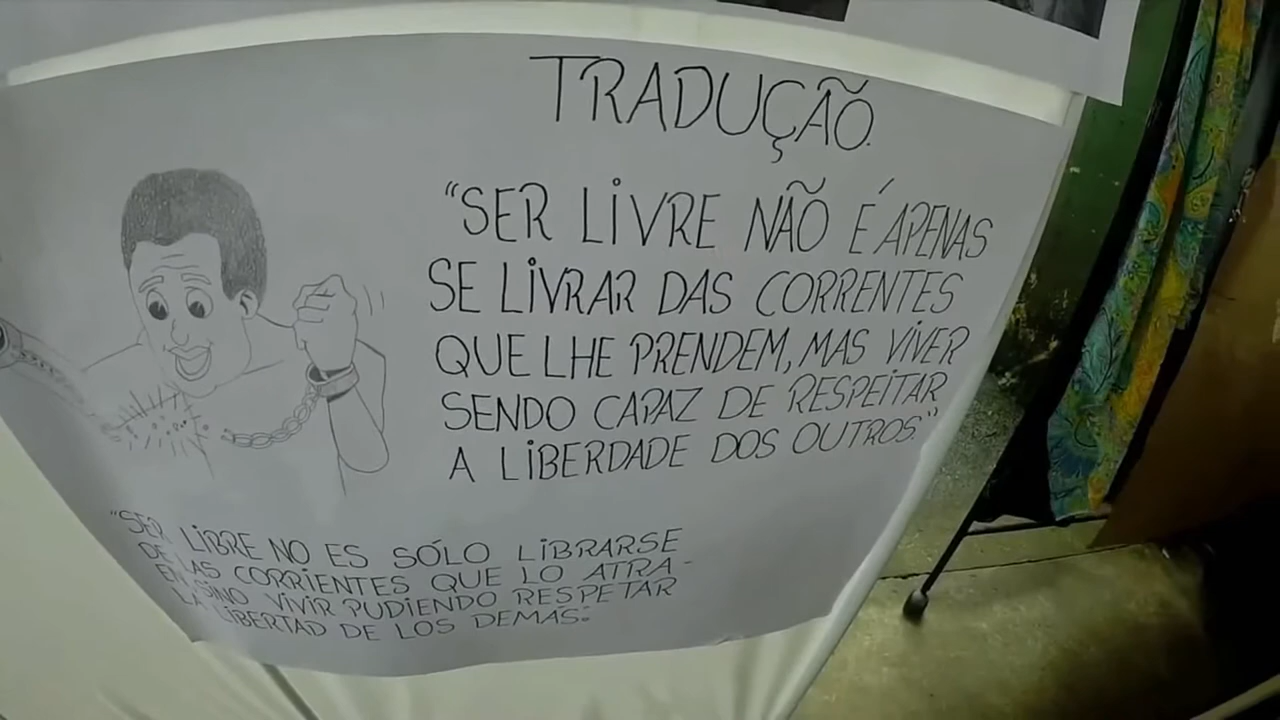 TRADUÇÃO.
"SER LIVRE NÃO É APENAS
SE LIVRAR DAS CORRENTES
QUE LHE PRENDEM, MAS VIVER
SENDO CAPAZ DE RESPEITAR
A LIBERDADE DOS OUTROS."
"SER LIBRE NO ES SÓLO LIBRARSE
DE LAS CORRIENTES QUE LO ATRA-
EN SINO VIVIR PUDIENDO RESPETAR
LA LIBERTAD DE LOS DEMAS."